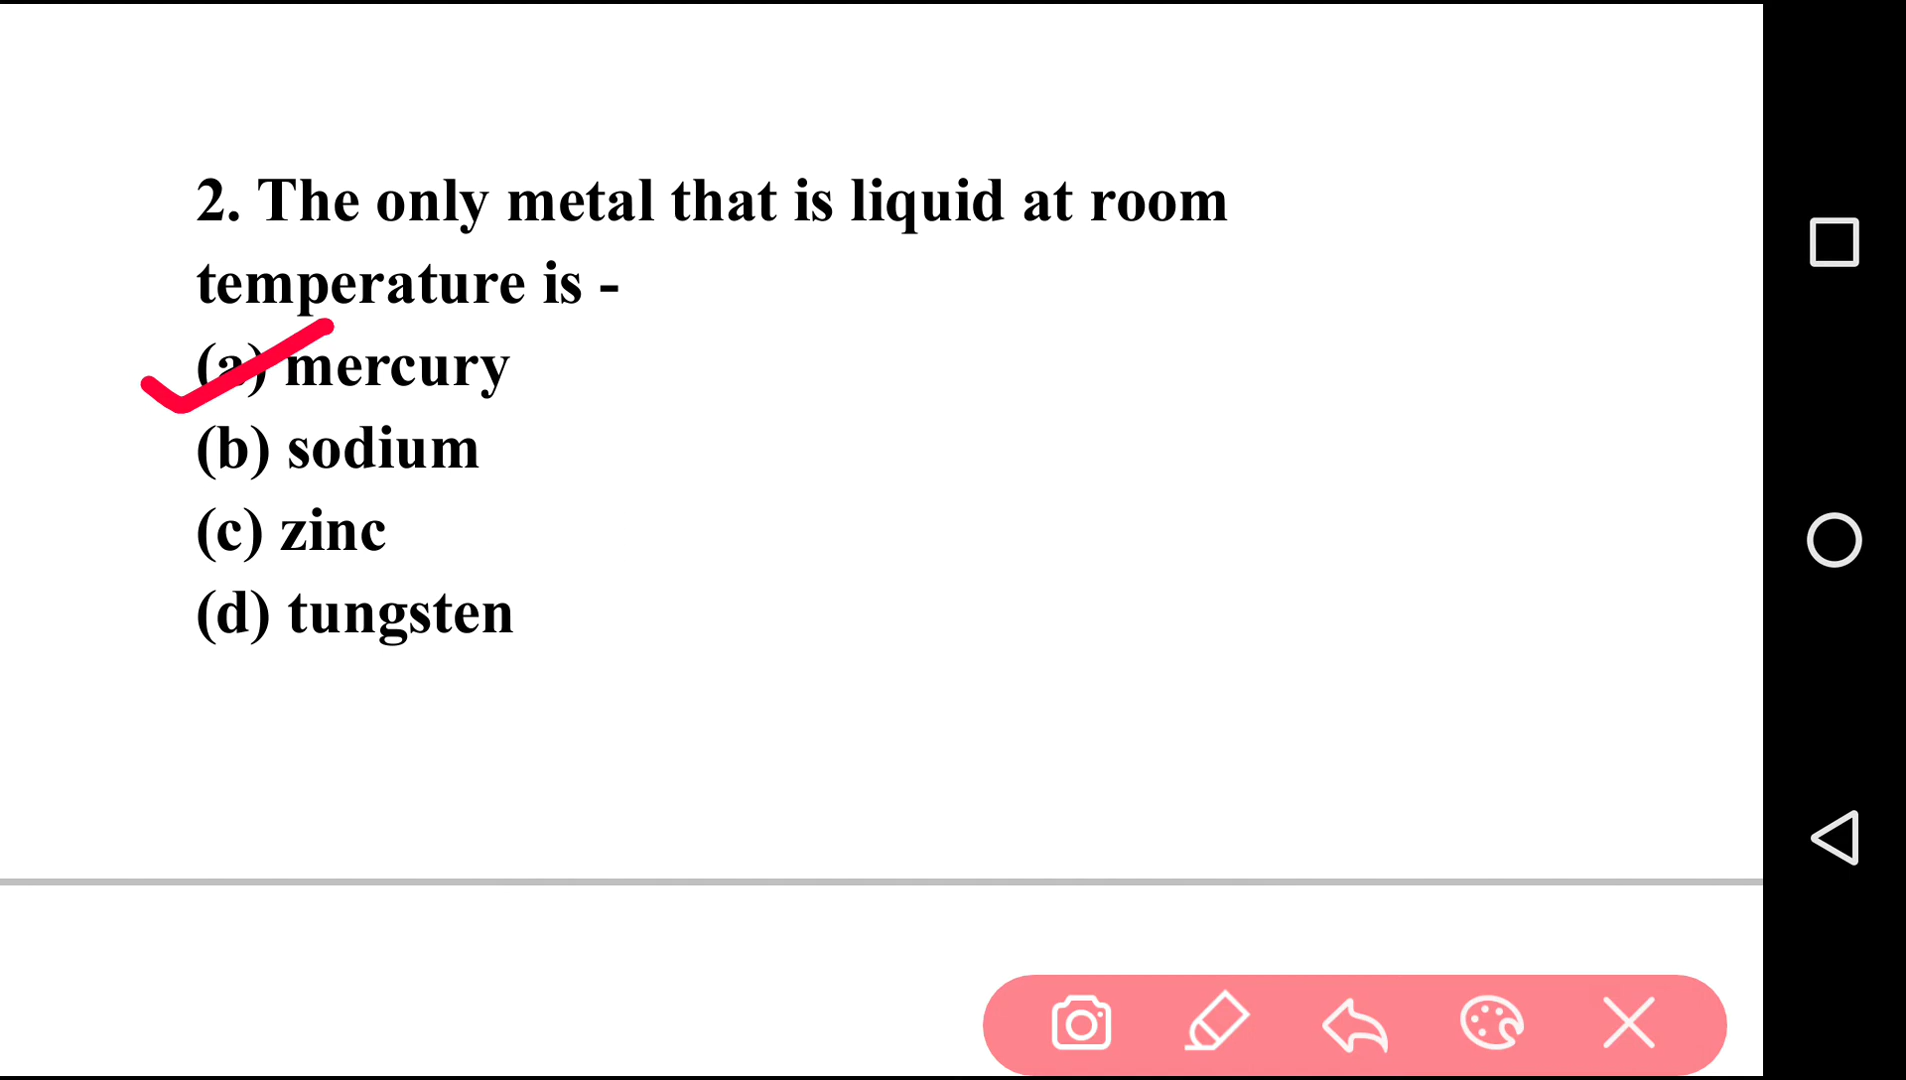 2. The only metal that is liquid at room
temperature is -
(a) mercury
(b) sodium
(c) zinc
(d) tungsten